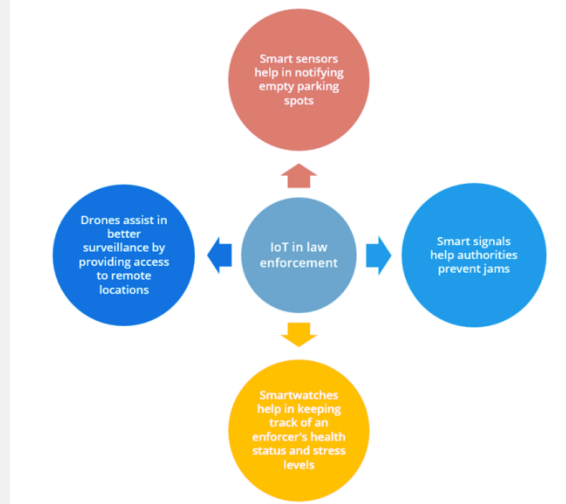 Smart sensors
help in notifying
empty parking
spots
Drones assist in
better
surveillance by
providing access
to remote
locations
IoT in law
enforcement
Smart signals
help authorities
prevent jams
Smartwatches
help in keeping
track of an
enforcer's health
status and stress
levels